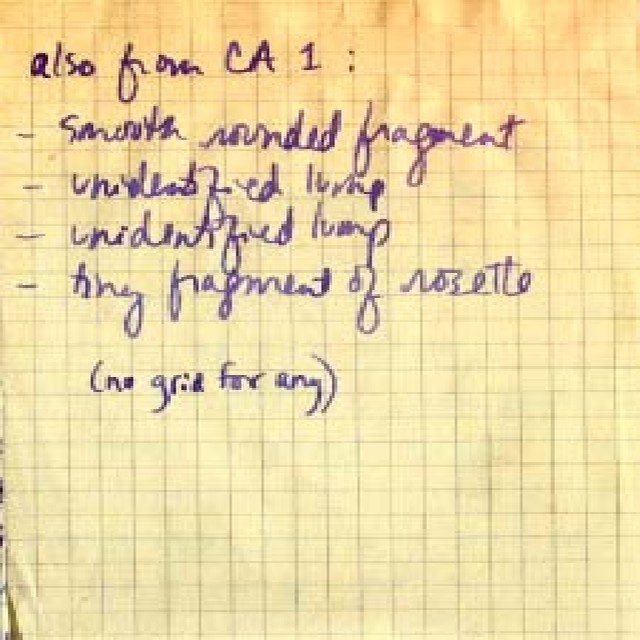 also from CA 1 :
- smooth rounded fragment
- unidentified lump
- unidentified lump
- tiny fragment of rosette
(no grid for any)